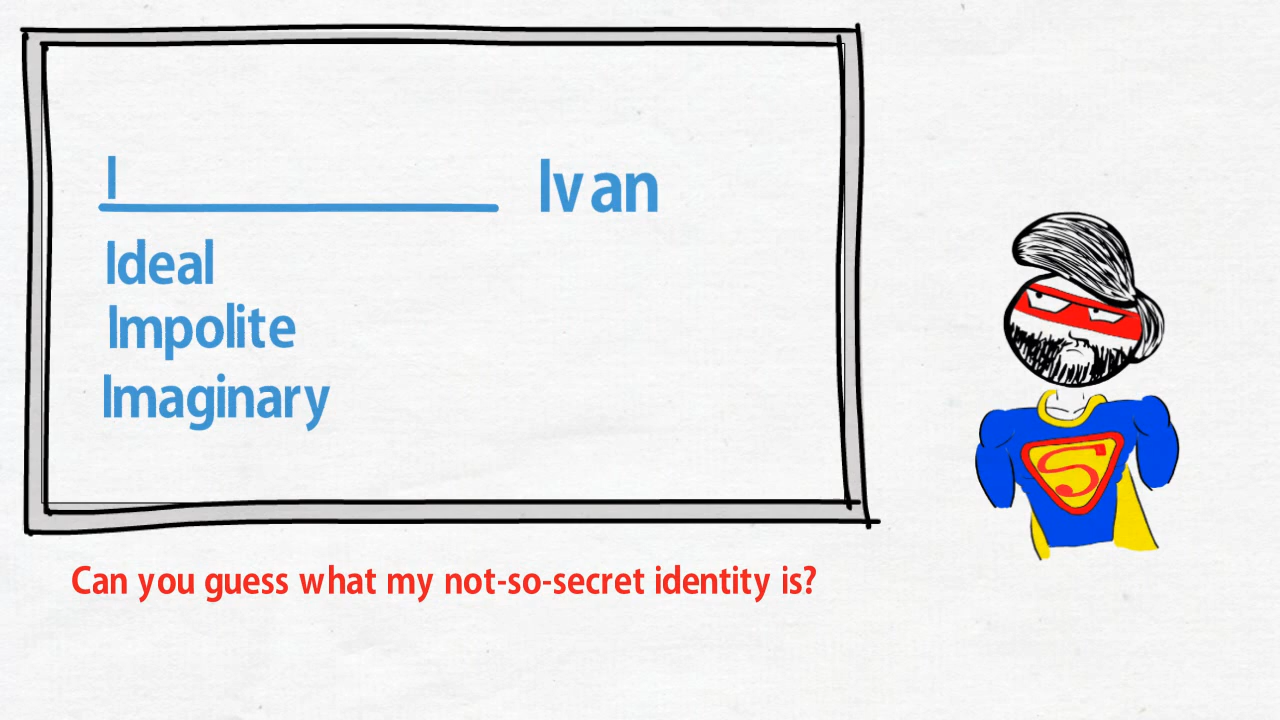 I Ivan
Ideal
Impolite
Imaginary
S
Can you guess what my not-so-secret identity is?